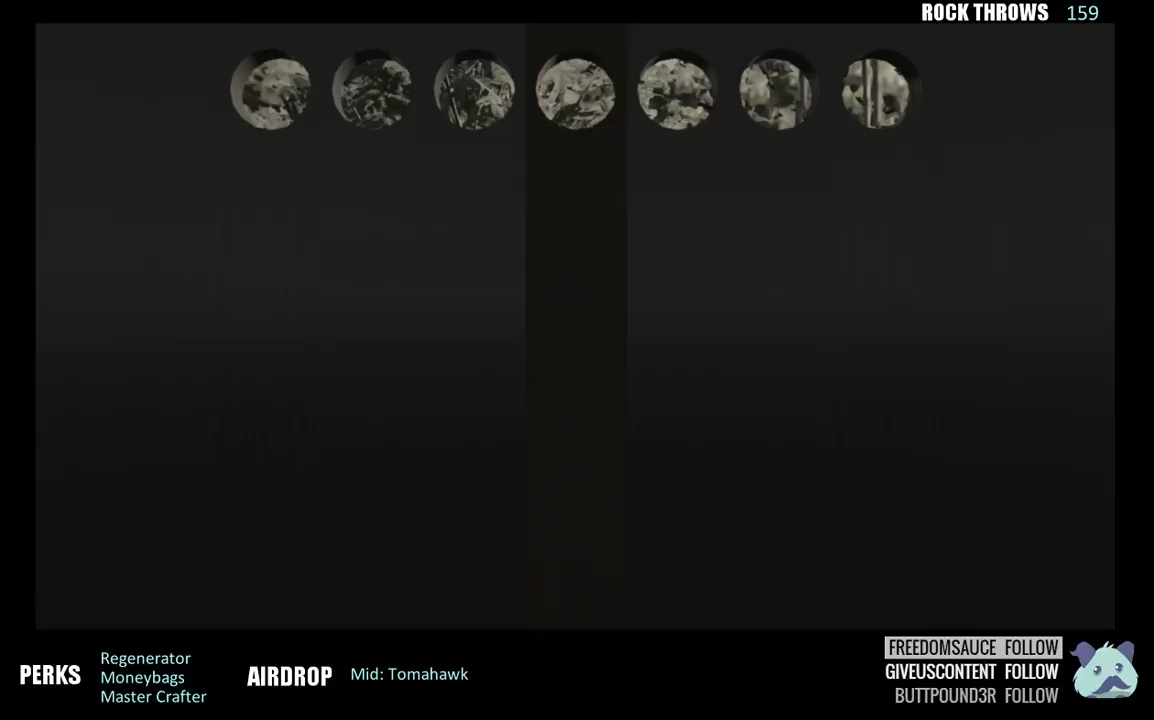 ROCK THROWS 159
PERKS
Regenerator
Moneybags
Master Crafter
AIRDROP
Mid: Tomahawk
FREEDOMSAUCE FOLLOW
GIVEUSCONTENT FOLLOW
BUTTPOUND3R FOLLOW